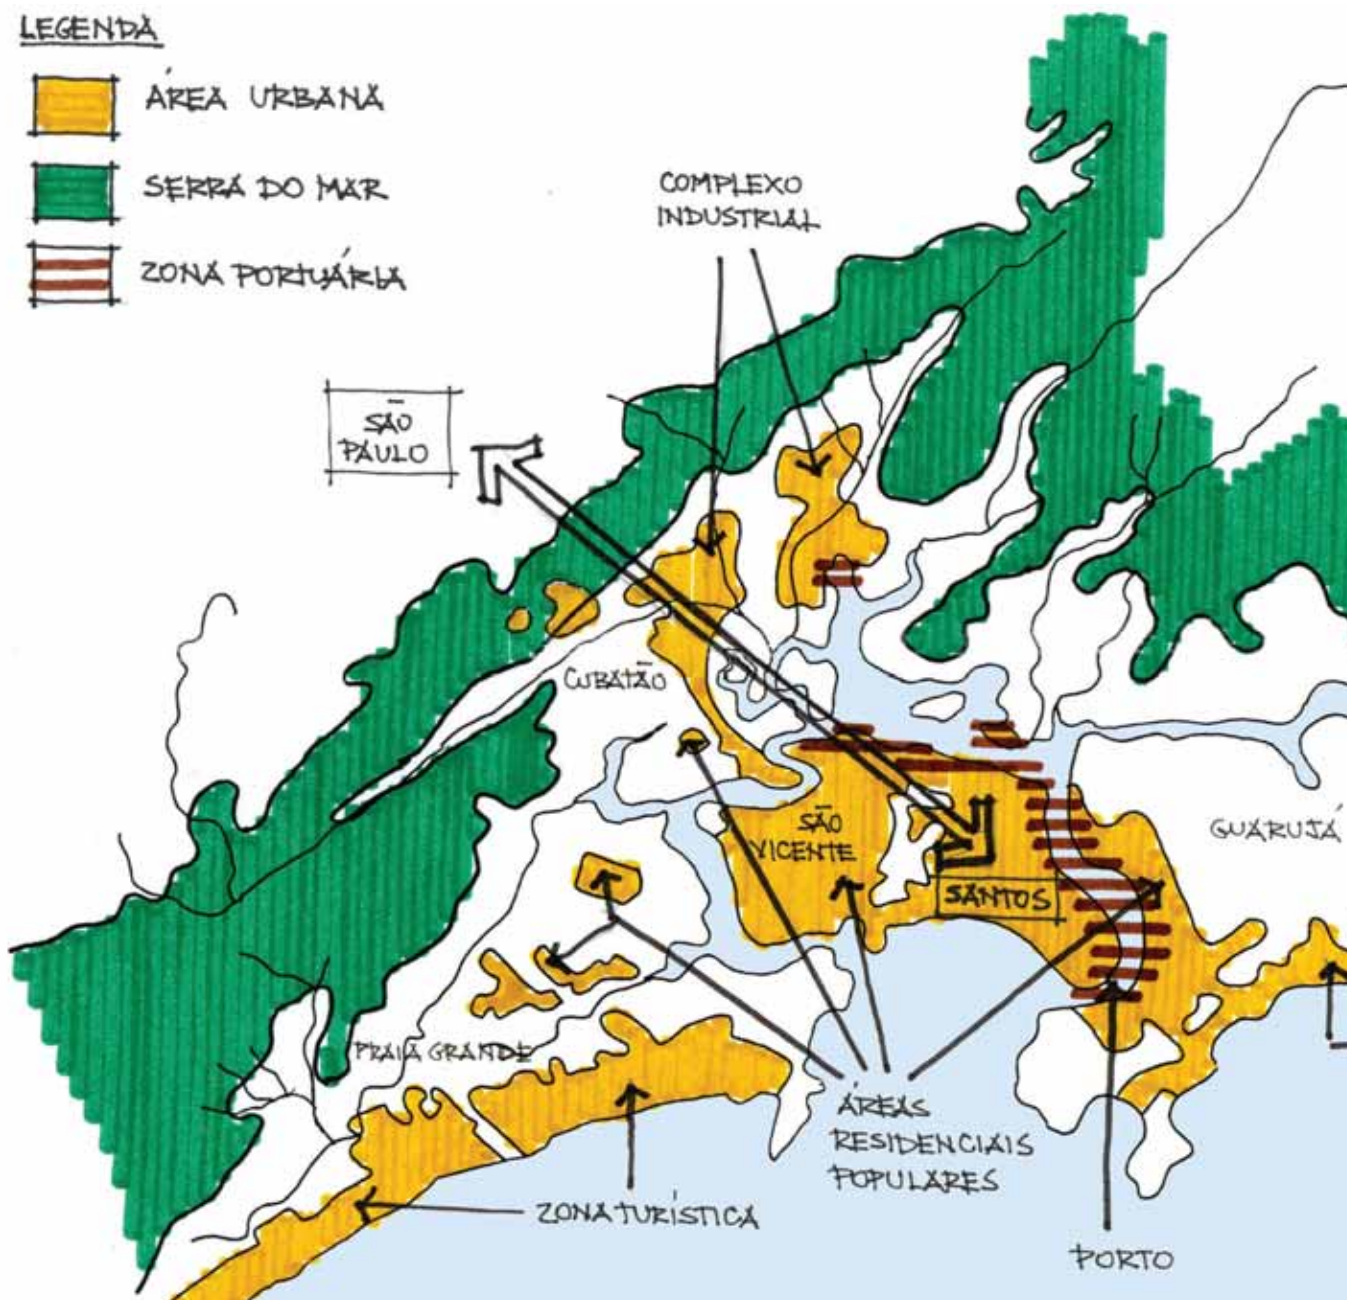 LEGENDA
ÁREA URBANA
SERRA DO MAR
ZONA PORTUÁRIA
COMPLEXO
INDUSTRIAL
SÃO
PAULO
CUBATÃO
SÃO
VICENTE
GUARUJÁ
SANTOS
PRAIA GRANDE
ÁREAS
RESIDENCIAIS
POPULARES
ZONA TURÍSTICA
PORTO